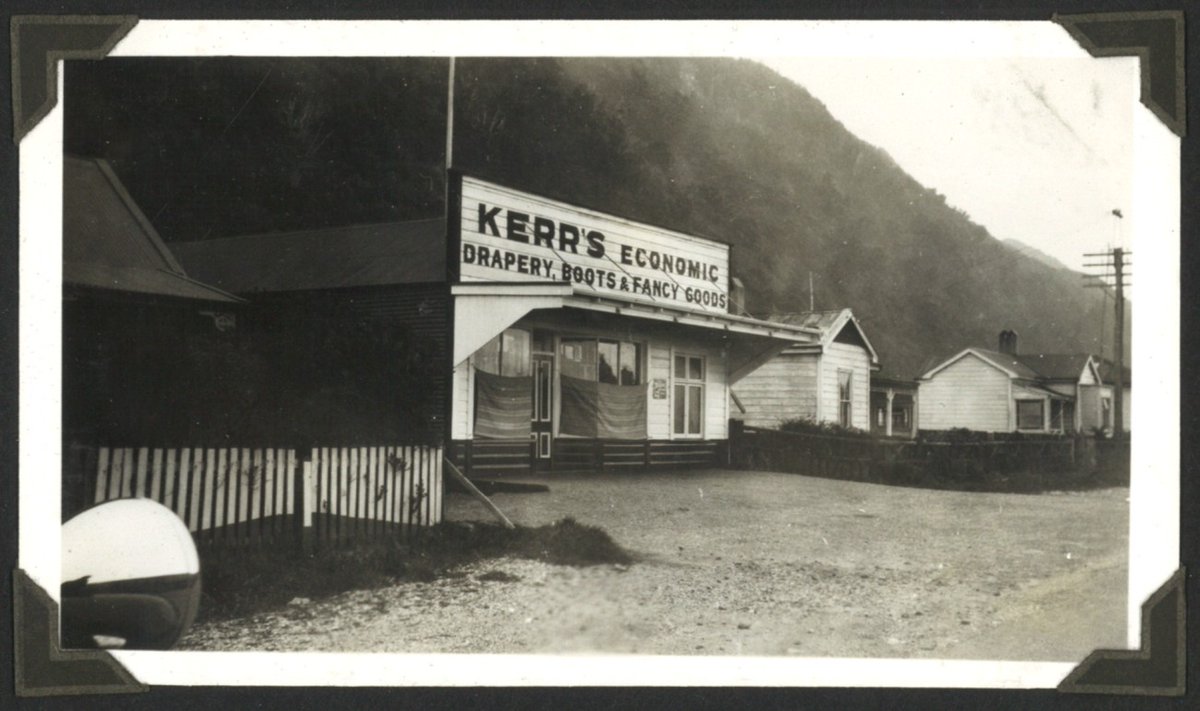 KERR'S ECONOMIC
DRAPERY, BOOTS & FANCY GOODS